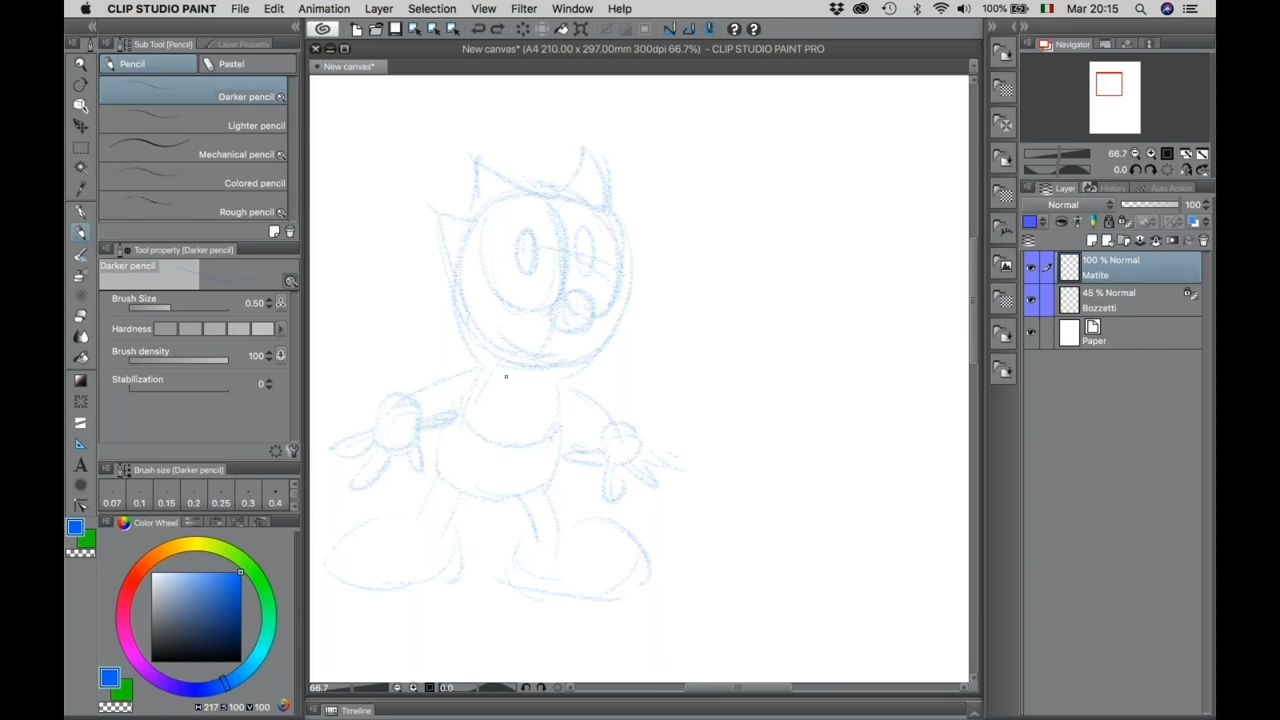 CLIP STUDIO PAINT File Edit Animation Layer Selection View Filter Window Help 100% Mar 20:15
Sub Tool [Pencil] Layer Property
New canvas* (A4 210.00 x 297.00mm 300dpi 66.7%) - CLIP STUDIO PAINT PRO
Navigator
New canvas*
Pencil Pastel
Darker pencil
Lighter pencil
Mechanical pencil
Colored pencil
Rough pencil
66.7
0.0
Layer History Auto Action
Normal 100
Tool property [Darker pencil]
Darker pencil
100 % Normal
Matite
45 % Normal
Bozzetti
Paper
Brush Size 0.50
Hardness
Brush density 100
Stabilization 0
Brush size [Darker pencil]
0.07 0.1 0.15 0.2 0.25 0.3 0.4
Color Wheel
66.7 0.0
H 217 S 100 V 100
Timeline